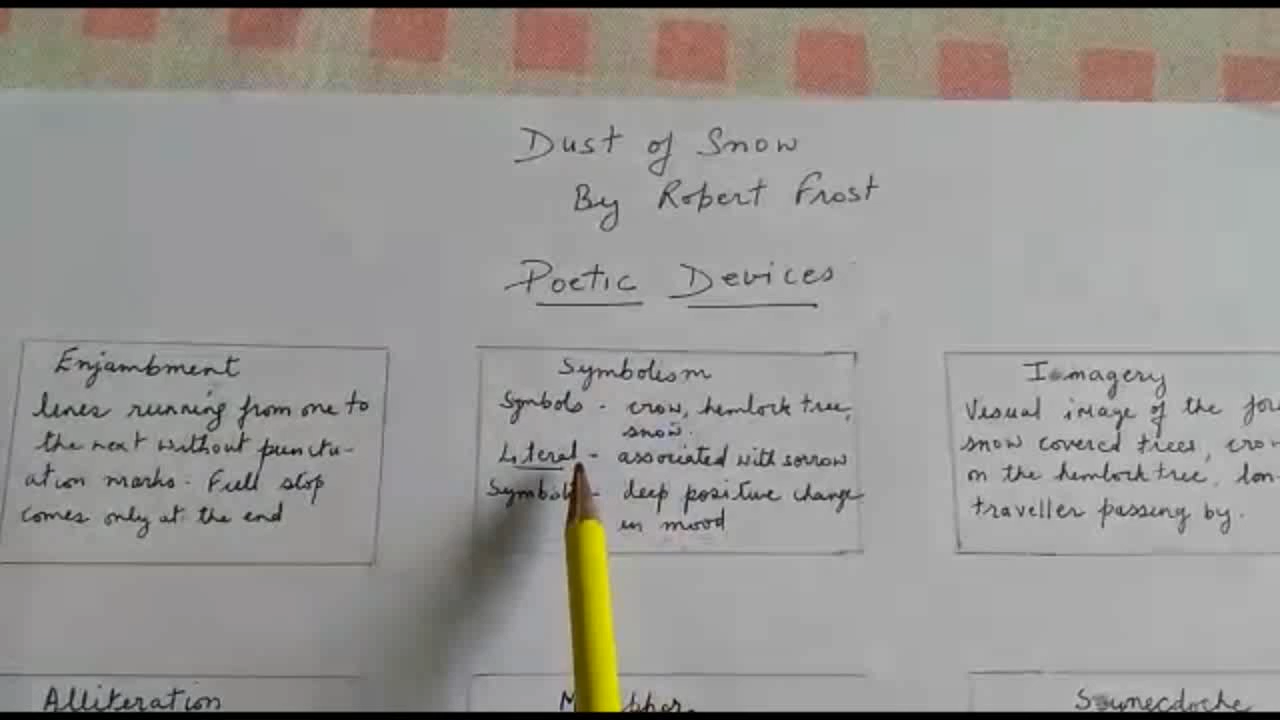 Dust of Snow
By Robert Frost
Poetic Devices
Enjambment
lines running from one to
the next without punctu-
ation marks. Full stop
comes only at the end
Symbolism
Symbols - crow, hemlock tree,
snow.
Literal - associated with sorrow
- deep positive change
in mood
Imagery
Visual image of the
snow covered trees,
on the hemlock tree,
traveller passing by.
Alliteration